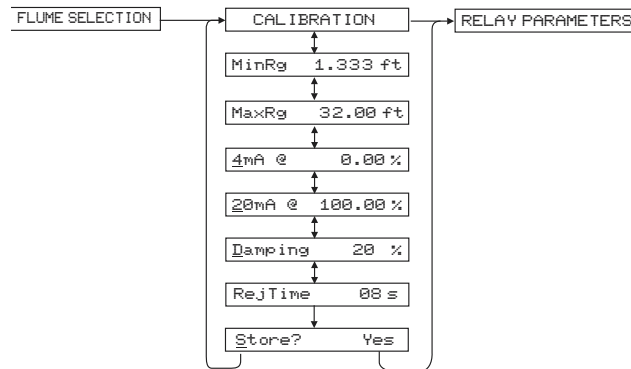 FLUME SELECTION
CALIBRATION
RELAY PARAMETERS
MinRg 1.333 ft
MaxRg 32.00 ft
4mA @ 0.00 %
20mA @ 100.00 %
Damping 20 %
RejTime 08 s
Store? Yes